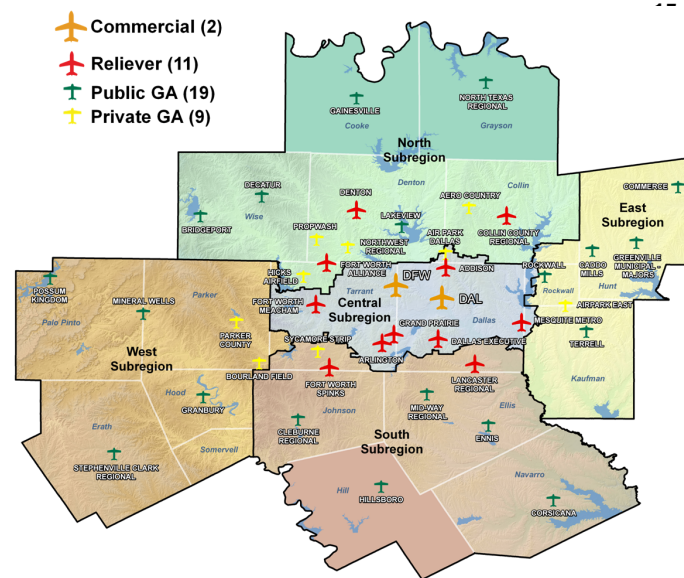 Commercial (2)
Reliever (11)
Public GA (19)
Private GA (9)
GAINESVILLE
NORTH TEXAS
REGIONAL
Cooke
Grayson
North
Subregion
DECATUR
DENTON
Denton
AERO COUNTRY
Collin
COMMERCE
Wise
LAKEVIEW
East
Subregion
BRIDGEPORT
PROPWASH
NORTHWEST
REGIONAL
AIR PARK
DALLAS
COLLIN COUNTY
REGIONAL
CADDO
MILLS
GREENVILLE
MUNICIPAL -
MAJORS
HICKS
AIRFIELD
FORT WORTH
ALLIANCE
ADDISON
ROCKWALL
POSSUM
KINGDOM
MINERAL WELLS
Parker
FORT WORTH
MEACHAM
Tarrant
DFW
DAL
Rockwall
Hunt
AIRPARK EAST
Palo Pinto
Central
Subregion
Dallas
MESQUITE METRO
PARKER
COUNTY
SYCAMORE STRIP
GRAND PRAIRIE
DALLAS EXECUTIVE
TERRELL
West
Subregion
BOURLAND FIELD
ARLINGTON
FORT WORTH
SPINKS
LANCASTER
REGIONAL
Kaufman
Hood
GRANBURY
Johnson
MID-WAY
REGIONAL
Ellis
Erath
CLEBURNE
REGIONAL
ENNIS
Somervell
South
Subregion
STEPHENVILLE CLARK
REGIONAL
Hill
HILLSBORO
Navarro
CORSICANA